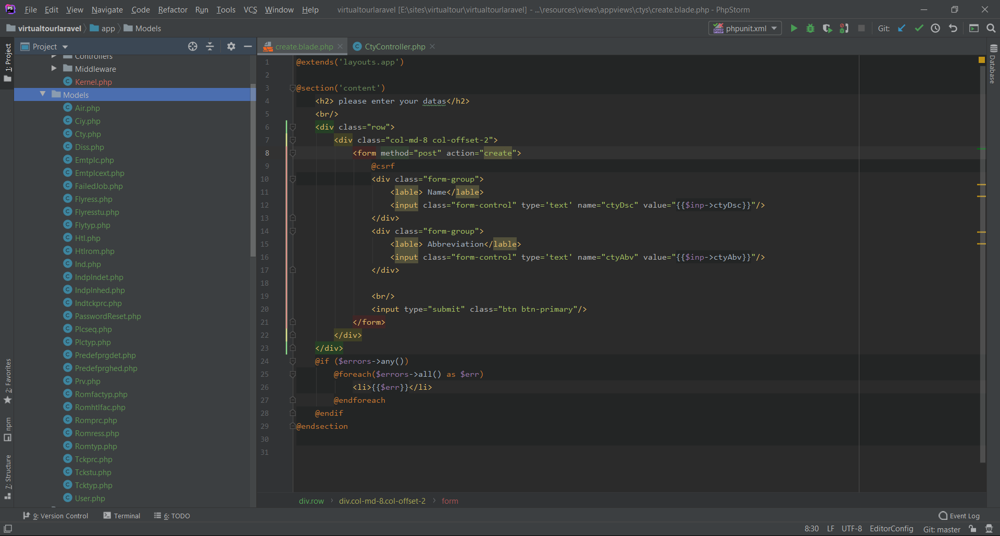 PS File Edit View Navigate Code Refactor Run Tools VCS Window Help virtualtourlaravel [E:\sites\virtualtour\virtualtourlaravel] - ...\resources\views\appviews\ctys\create.blade.php - PhpStorm
virtualtourlaravel app Models phpunit.xml Git:
1: Project
Project
Controllers
Middleware
Kernel.php
Models
Air.php
Ciy.php
Cty.php
Diss.php
Emtplc.php
Emtplcext.php
FailedJob.php
Flyress.php
Flyresstu.php
Flytyp.php
Htl.php
Htlrom.php
Ind.php
Indplndet.php
Indplnhed.php
Indtckprc.php
PasswordReset.php
Plcseq.php
Plctyp.php
Predefprgdet.php
Predefprghed.php
Prv.php
Romfactyp.php
Romhtlfac.php
Romprc.php
Romress.php
Romtyp.php
Tckprc.php
Tckstu.php
Tcktyp.php
User.php
2: Favorites
npm
7: Structure
create.blade.php CtyController.php
1 @extends('layouts.app')
2
3 @section('content')
4 <h2> please enter your datas</h2>
5 <br/>
6 <div class="row">
7 <div class="col-md-8 col-offset-2">
8 <form method="post" action="create">
9 @csrf
10 <div class="form-group">
11 <lable> Name</lable>
12 <input class="form-control" type='text' name="ctyDsc" value="{{$inp->ctyDsc}}"/>
13 </div>
14 <div class="form-group">
15 <lable> Abbreviation</lable>
16 <input class="form-control" type='text' name="ctyAbv" value="{{$inp->ctyAbv}}"/>
17 </div>
18
19 <br/>
20 <input type="submit" class="btn btn-primary"/>
21 </form>
22 </div>
23 </div>
24 @if ($errors->any())
25 @foreach($errors->all() as $err)
26 <li>{{$err}}</li>
27 @endforeach
28 @endif
29 @endsection
30
31
Database
div.row › div.col-md-8.col-offset-2 › form
9: Version Control Terminal 6: TODO Event Log
8:30 LF UTF-8 EditorConfig Git: master